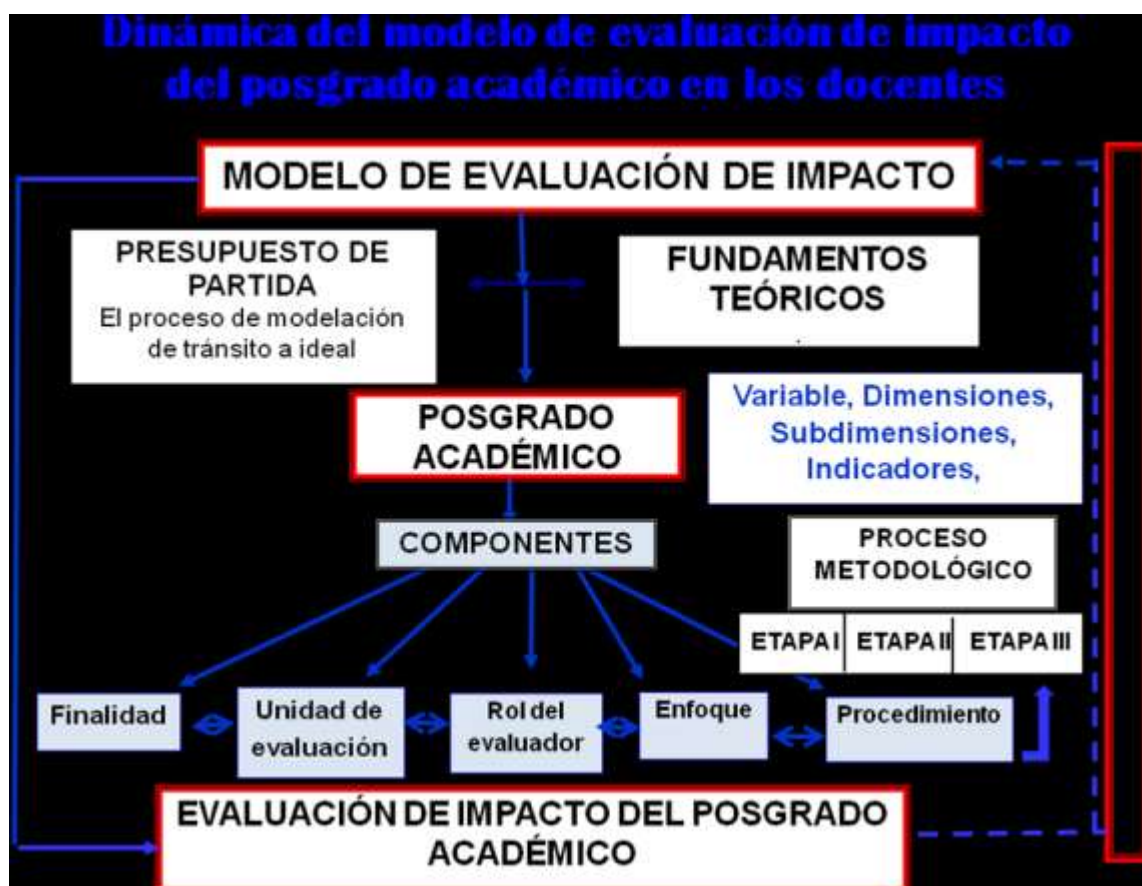 Dinámica del modelo de evaluación de impacto
del posgrado académico en los docentes
MODELO DE EVALUACIÓN DE IMPACTO
PRESUPUESTO DE
PARTIDA
El proceso de modelación
de tránsito a ideal
FUNDAMENTOS
TEÓRICOS
.
POSGRADO
ACADÉMICO
Variable, Dimensiones,
Subdimensiones,
Indicadores,
COMPONENTES
PROCESO
METODOLÓGICO
ETAPA I
ETAPA II
ETAPA III
Finalidad
Unidad de
evaluación
Rol del
evaluador
Enfoque
Procedimiento
EVALUACIÓN DE IMPACTO DEL POSGRADO
ACADÉMICO